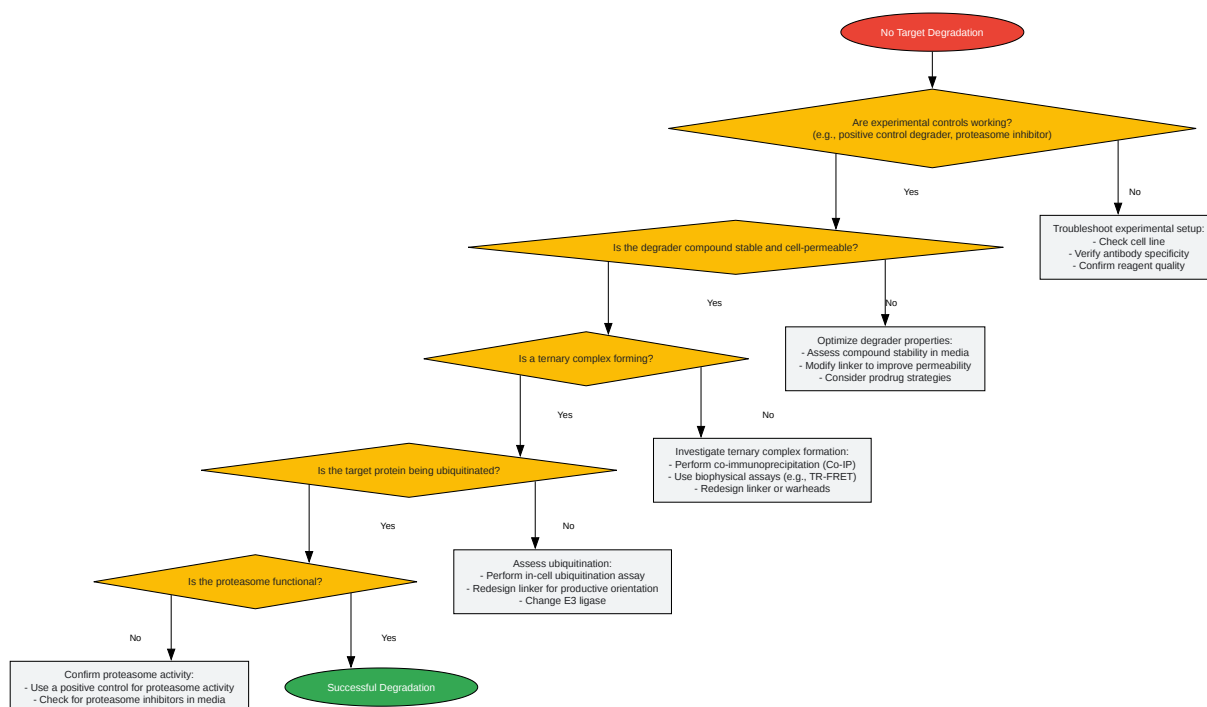 No Target Degradation
Are experimental controls working?
(e.g., positive control degrader, proteasome inhibitor)
Yes
No
Troubleshoot experimental setup:
- Check cell line
- Verify antibody specificity
- Confirm reagent quality
Is the degrader compound stable and cell-permeable?
Yes
No
Optimize degrader properties:
- Assess compound stability in media
- Modify linker to improve permeability
- Consider prodrug strategies
Is a ternary complex forming?
Yes
No
Investigate ternary complex formation:
- Perform co-immunoprecipitation (Co-IP)
- Use biophysical assays (e.g., TR-FRET)
- Redesign linker or warheads
Is the target protein being ubiquitinated?
Yes
No
Assess ubiquitination:
- Perform in-cell ubiquitination assay
- Redesign linker for productive orientation
- Change E3 ligase
Is the proteasome functional?
No
Yes
Confirm proteasome activity:
- Use a positive control for proteasome activity
- Check for proteasome inhibitors in media
Successful Degradation